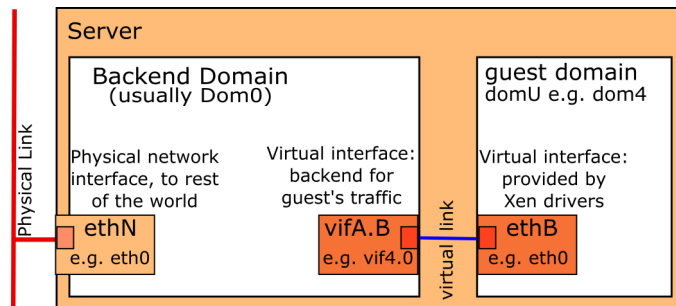 Server
Backend Domain
(usually Dom0)
guest domain
domU e.g. dom4
Physical Link
Physical network
interface, to rest
of the world
Virtual interface:
backend for
guest's traffic
Virtual interface:
provided by
Xen drivers
ethN
e.g. eth0
vifA.B
e.g. vif4.0
virtual link
ethB
e.g. eth0